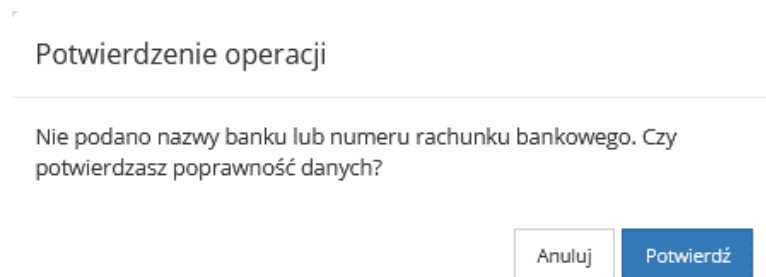 Potwierdzenie operacji
Nie podano nazwy banku lub numeru rachunku bankowego. Czy
potwierdzasz poprawność danych?
Anuluj Potwierdź